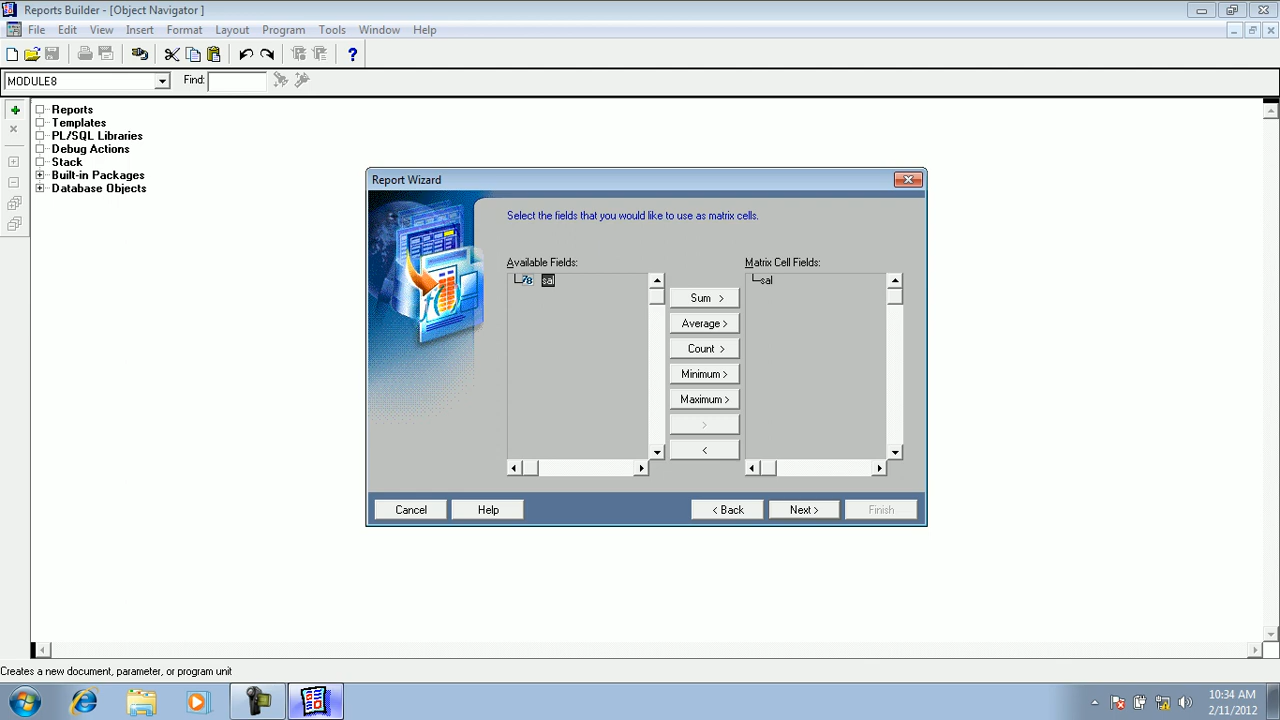 Reports Builder - [Object Navigator ]
File Edit View Insert Format Layout Program Tools Window Help
MODULE8 Find:
Reports
Templates
PL/SQL Libraries
Debug Actions
Stack
Built-in Packages
Database Objects
Report Wizard
Select the fields that you would like to use as matrix cells.
Available Fields:
Matrix Cell Fields:
78 sal
sal
Sum >
Average >
Count >
Minimum >
Maximum >
>
<
Cancel Help < Back Next > Finish
Creates a new document, parameter, or program unit
10:34 AM
2/11/2012